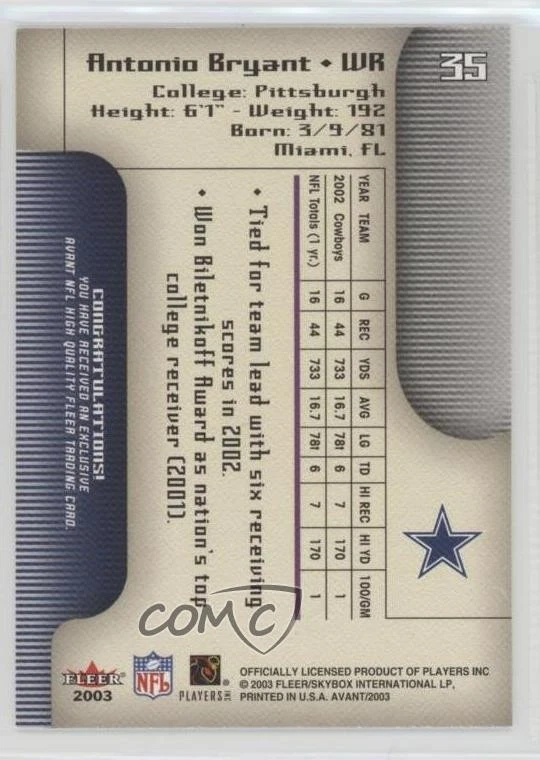 35
Antonio Bryant • WR
College: Pittsburgh
Height: 6'1" - Weight: 192
Born: 3/9/81
Miami, FL
YEAR TEAM G REC YDS AVG LG TD HI REC HI YD 100/GM
2002 Cowboys 16 44 733 16.7 78t 6 7 170 1
NFL Totals (1 yr.) 16 44 733 16.7 78t 6 7 170 1
• Tied for team lead with six receiving
scores in 2002.
• Won Biletnikoff Award as nation's top
college receiver (2001).
CONGRATULATIONS!
YOU HAVE RECEIVED AN EXCLUSIVE
AVANT NFL HIGH QUALITY FLEER TRADING CARD.
COMC
FLEER
2003
NFL
PLAYERS INC
OFFICIALLY LICENSED PRODUCT OF PLAYERS INC
© 2003 FLEER/SKYBOX INTERNATIONAL LP,
PRINTED IN U.S.A. AVANT/2003